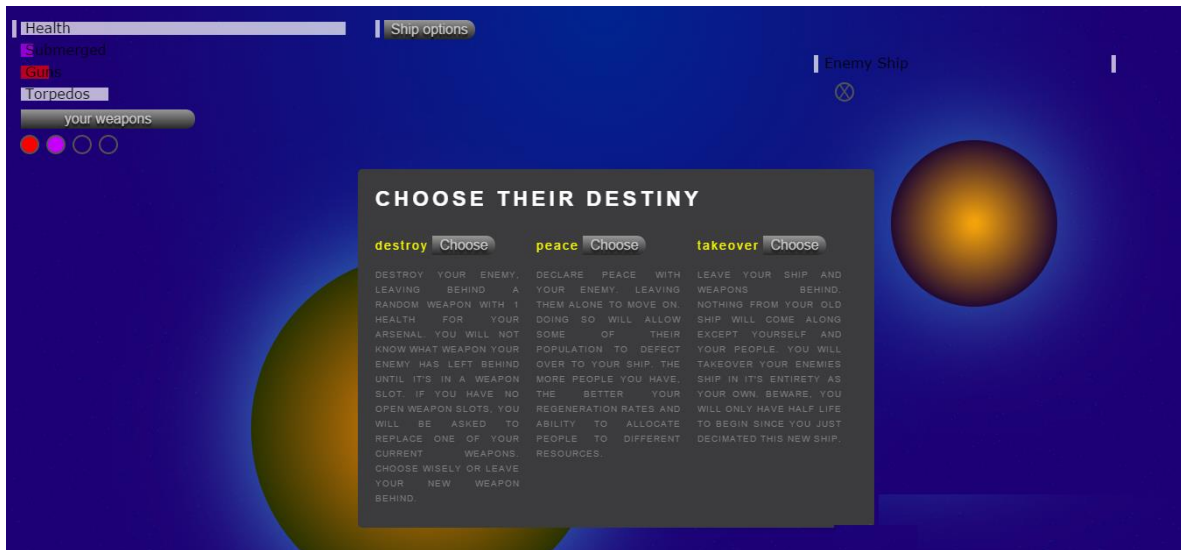 Health
Ship options
Submerged
Enemy Ship
Guns
X
Torpedos
your weapons
CHOOSE THEIR DESTINY
destroy Choose
DESTROY YOUR ENEMY,
LEAVING BEHIND A
RANDOM WEAPON WITH 1
HEALTH FOR YOUR
ARSENAL. YOU WILL NOT
KNOW WHAT WEAPON YOUR
ENEMY HAS LEFT BEHIND
UNTIL IT'S IN A WEAPON
SLOT. IF YOU HAVE NO
OPEN WEAPON SLOTS, YOU
WILL BE ASKED TO
REPLACE ONE OF YOUR
CURRENT WEAPONS.
CHOOSE WISELY OR LEAVE
YOUR NEW WEAPON
BEHIND.
peace Choose
DECLARE PEACE WITH
YOUR ENEMY. LEAVING
THEM ALONE TO MOVE ON.
DOING SO WILL ALLOW
SOME OF THEIR
POPULATION TO DEFECT
OVER TO YOUR SHIP. THE
MORE PEOPLE YOU HAVE,
THE BETTER YOUR
REGENERATION RATES AND
ABILITY TO ALLOCATE
PEOPLE TO DIFFERENT
RESOURCES.
takeover Choose
LEAVE YOUR SHIP AND
WEAPONS BEHIND.
NOTHING FROM YOUR OLD
SHIP WILL COME ALONG
EXCEPT YOURSELF AND
YOUR PEOPLE. YOU WILL
TAKEOVER YOUR ENEMIES
SHIP IN IT'S ENTIRETY AS
YOUR OWN. BEWARE, YOU
WILL ONLY HAVE HALF LIFE
TO BEGIN SINCE YOU JUST
DECIMATED THIS NEW SHIP.